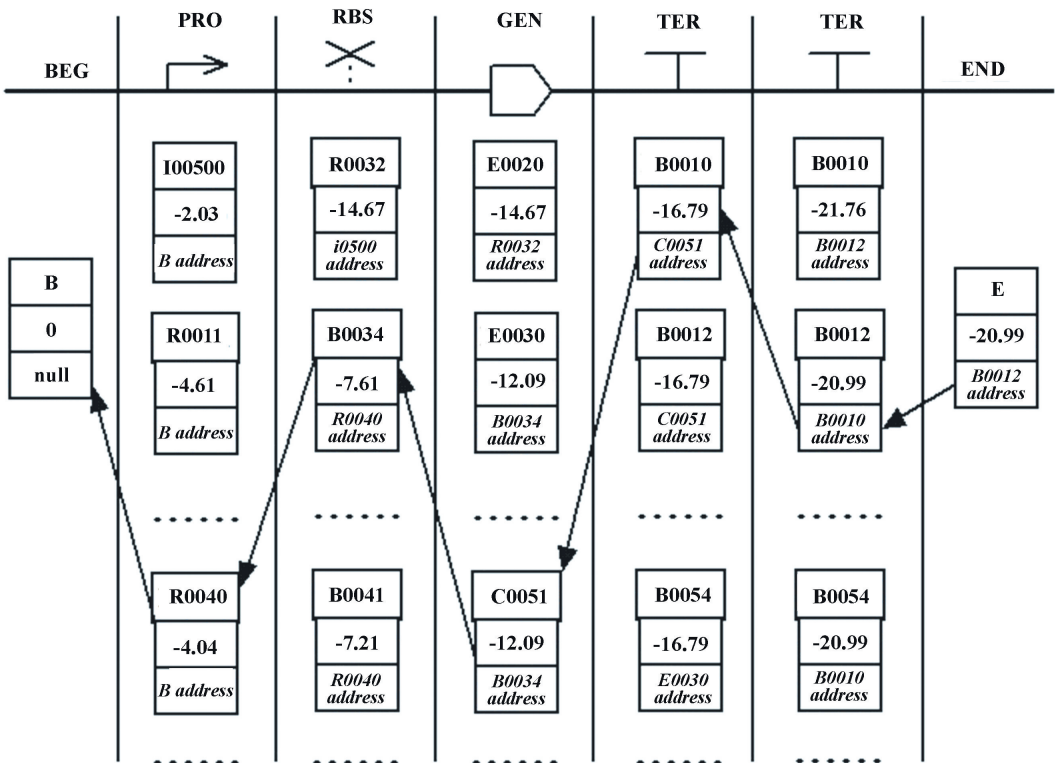 PRO RBS GEN TER TER
BEG END
I00500 R0032 E0020 B0010 B0010
-2.03 -14.67 -14.67 -16.79 -21.76
B address i0500 address R0032 address C0051 address B0012 address
B E
0 -20.99
null B0012 address
R0011 B0034 E0030 B0012 B0012
-4.61 -7.61 -12.09 -16.79 -20.99
B address R0040 address B0034 address C0051 address B0010 address
R0040 B0041 C0051 B0054 B0054
-4.04 -7.21 -12.09 -16.79 -20.99
B address R0040 address B0034 address E0030 address B0010 address